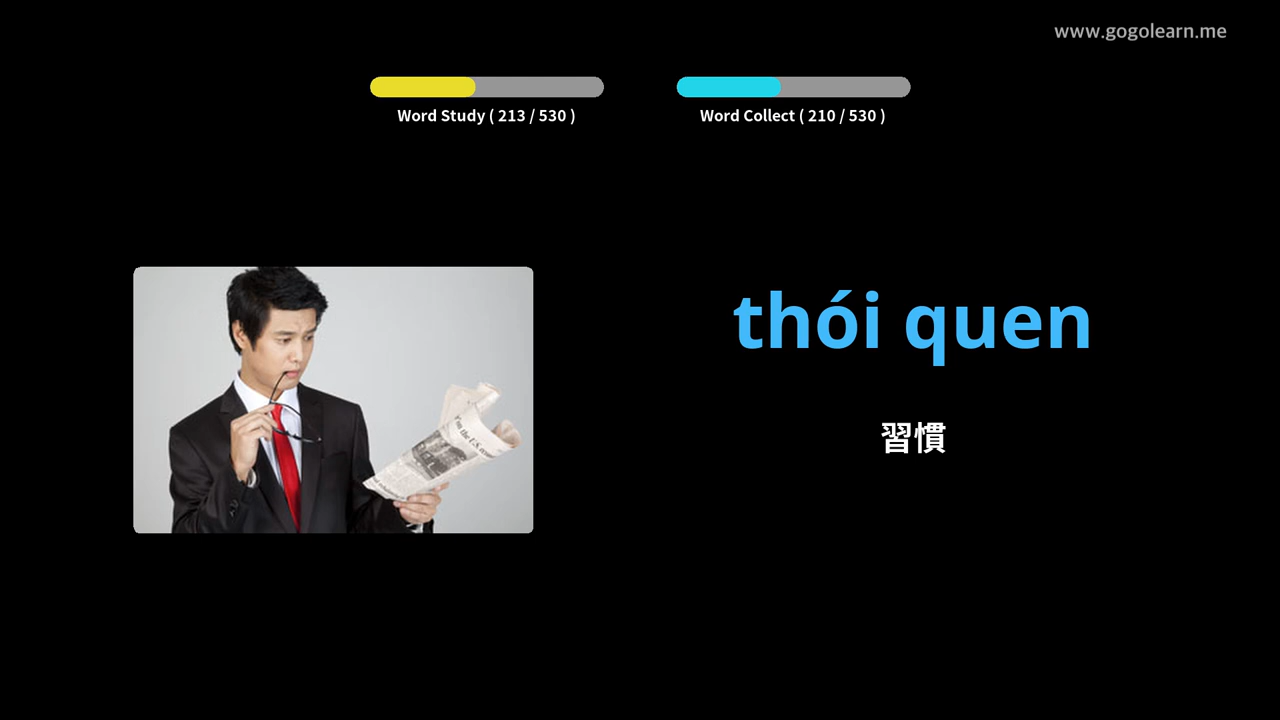 www.gogolearn.me
Word Study ( 213 / 530 )
Word Collect ( 210 / 530 )
thói quen
習慣